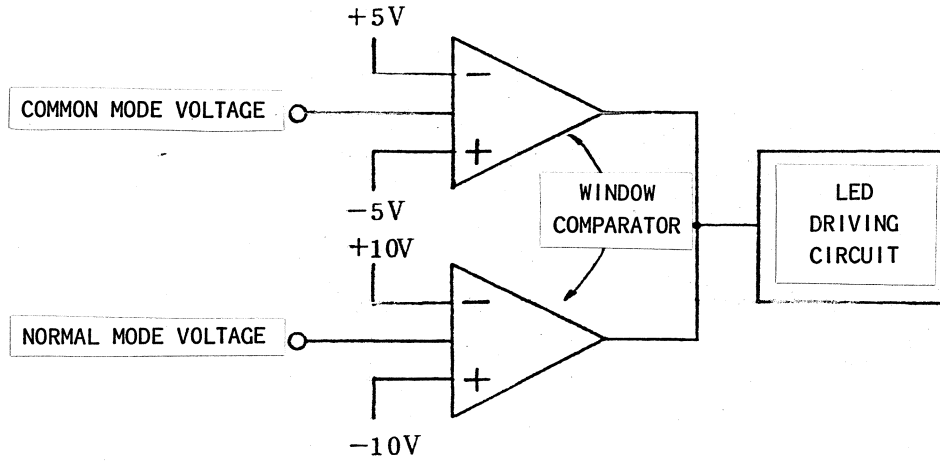 +5V
−
COMMON MODE VOLTAGE
+
−5V
WINDOW
COMPARATOR
LED
DRIVING
CIRCUIT
+10V
−
NORMAL MODE VOLTAGE
+
−10V